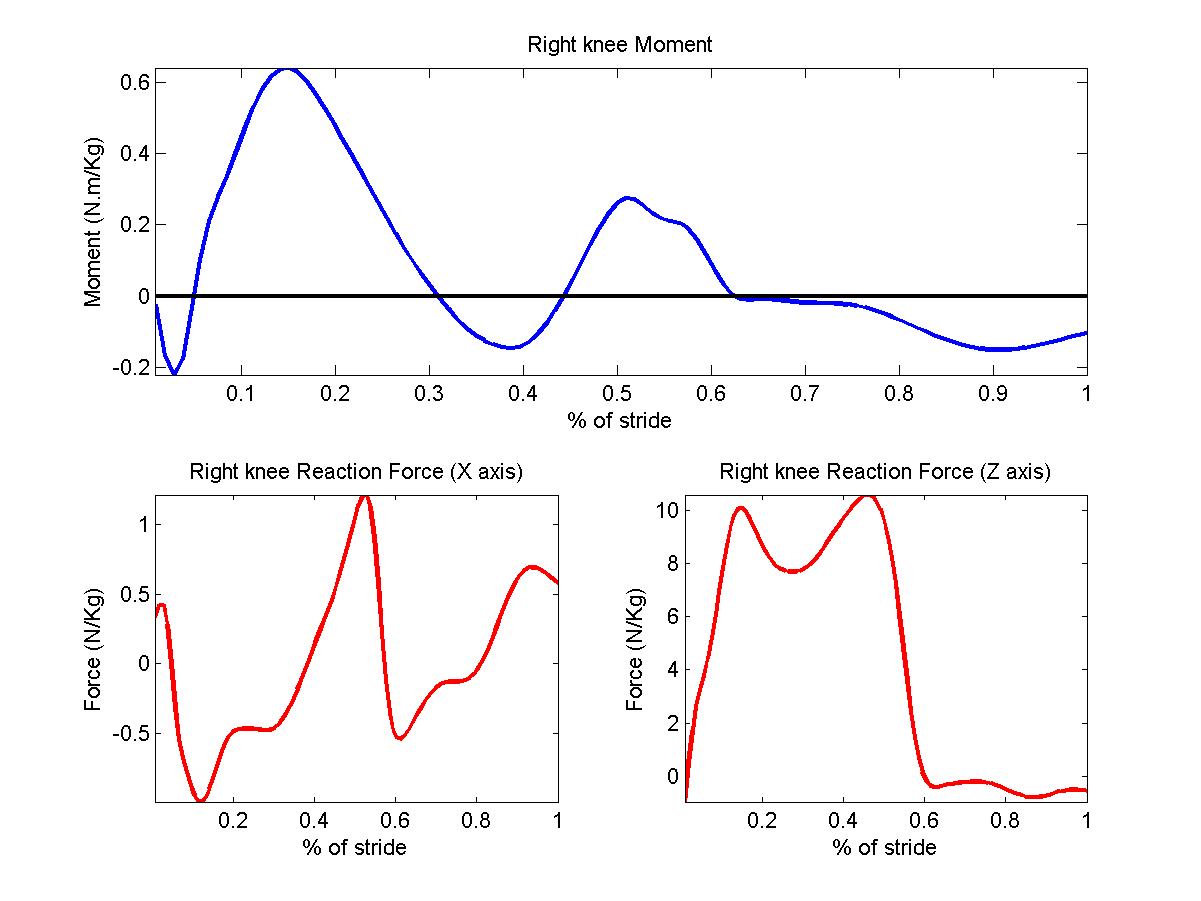 Right knee Moment
0.6
0.4
0.2
0
-0.2
Moment (N.m/Kg)
0.1 0.2 0.3 0.4 0.5 0.6 0.7 0.8 0.9 1
% of stride
Right knee Reaction Force (X axis)
1
0.5
0
-0.5
Force (N/Kg)
0.2 0.4 0.6 0.8 1
% of stride
Right knee Reaction Force (Z axis)
10
8
6
4
2
0
Force (N/Kg)
0.2 0.4 0.6 0.8 1
% of stride